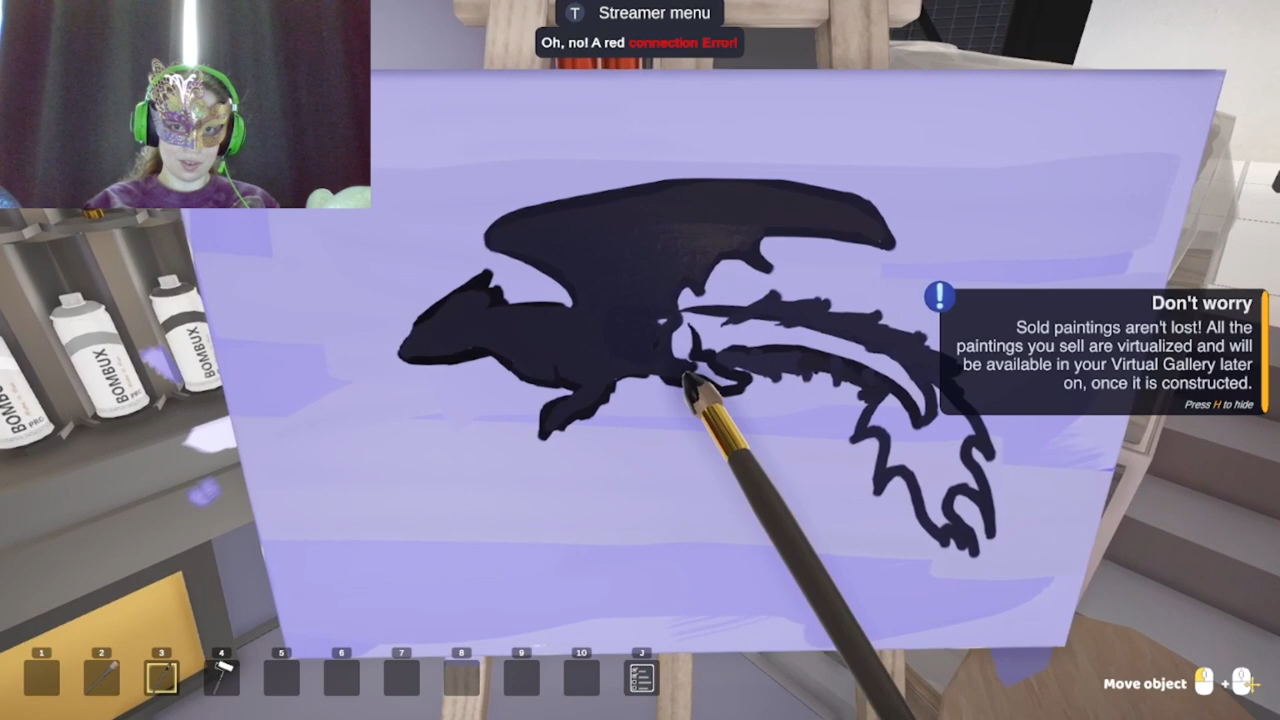 T Streamer menu
Oh, no! A red connection Error!
Don't worry
Sold paintings aren't lost! All the
paintings you sell are virtualized and will
be available in your Virtual Gallery later
on, once it is constructed.
Press H to hide
BOMBUX
BOMBUX PRO
BOMBUX
1 2 3 4 5 6 7 8 9 10 J
Move object +